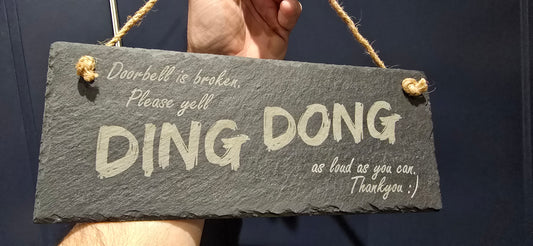 Doorbell is broken.
Please yell
DING DONG
as loud as you can.
Thankyou :)